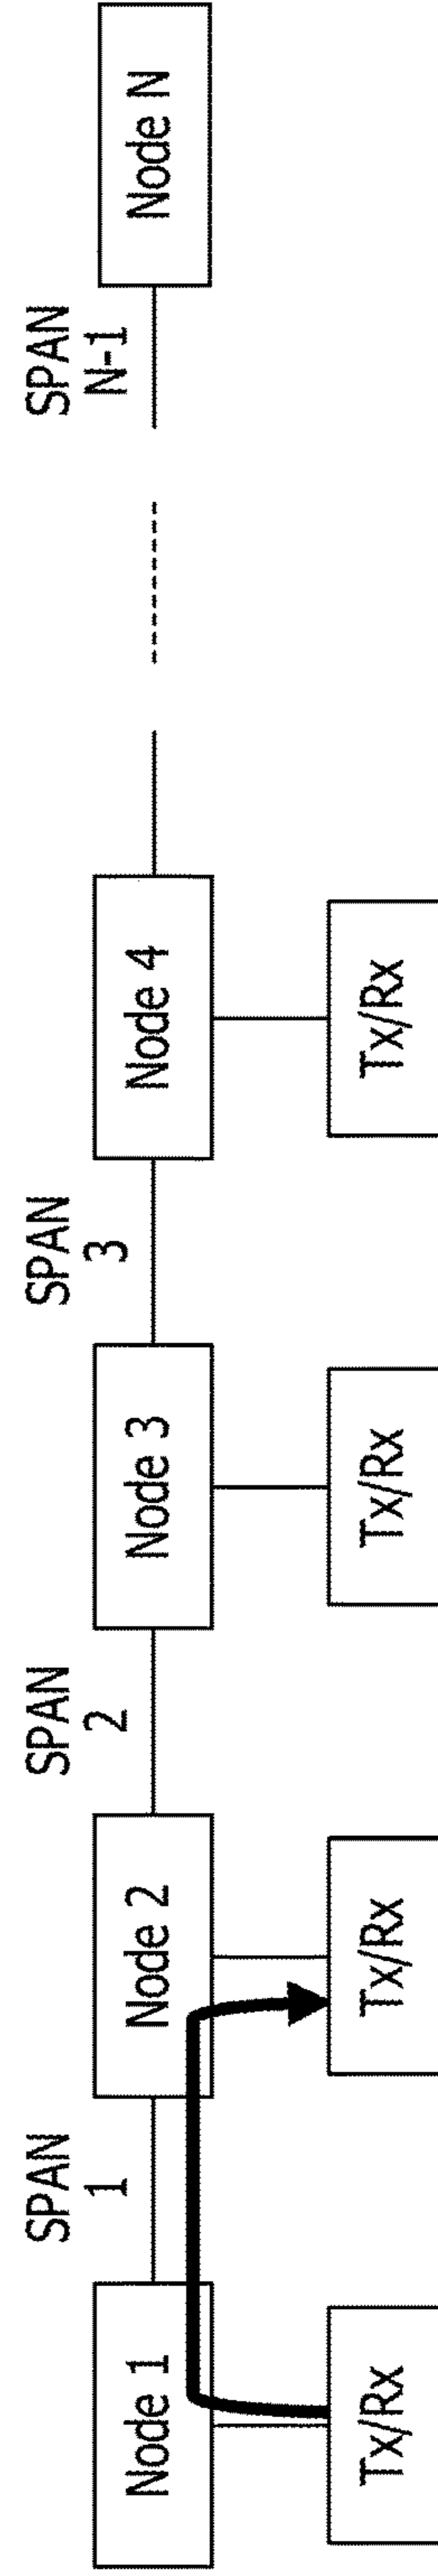 SPAN
1
SPAN
2
SPAN
3
SPAN
N-1
Node 1
Node 2
Node 3
Node 4
Node N
Tx/Rx
Tx/Rx
Tx/Rx
Tx/Rx